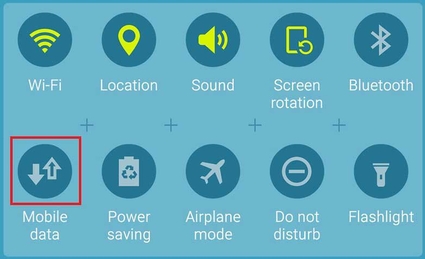 Wi-Fi
Location
Sound
Screen
rotation
Bluetooth
Mobile
data
Power
saving
Airplane
mode
Do not
disturb
Flashlight